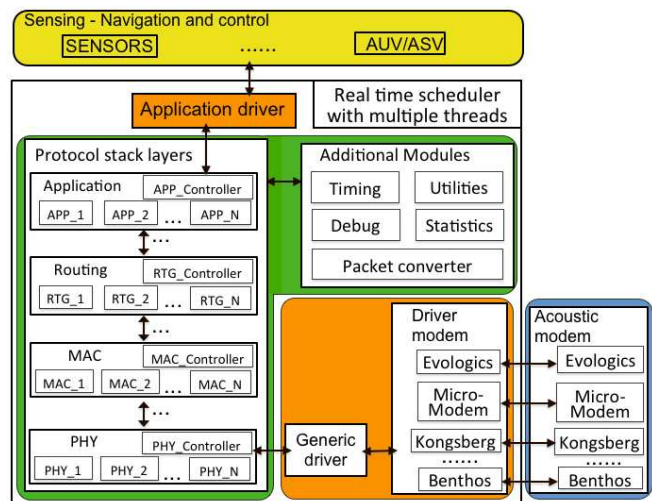 Sensing - Navigation and control
SENSORS ...... AUV/ASV
Application driver
Real time scheduler
with multiple threads
Protocol stack layers
Application
APP_Controller
APP_1 APP_2 ... APP_N
...
Routing
RTG_Controller
RTG_1 RTG_2 ... RTG_N
...
MAC
MAC_Controller
MAC_1 MAC_2 ... MAC_N
...
PHY
PHY_Controller
PHY_1 PHY_2 ... PHY_N
Additional Modules
Timing Utilities
Debug Statistics
Packet converter
Generic
driver
Driver
modem
Evologics
Micro-
Modem
Kongsberg
......
Benthos
Acoustic
modem
Evologics
Micro-
Modem
Kongsberg
......
Benthos